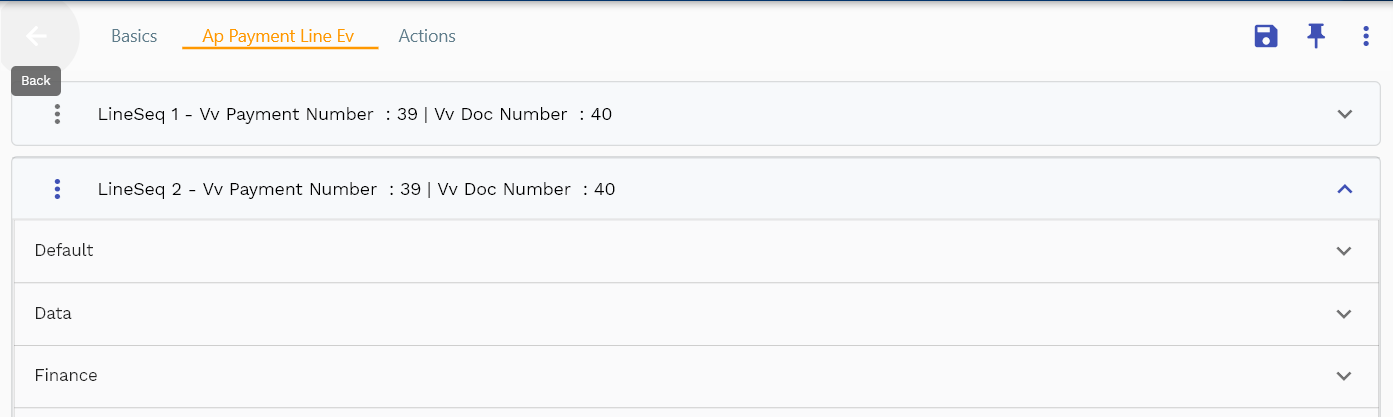 Basics Ap Payment Line Ev Actions
Back
LineSeq 1 - Vv Payment Number : 39 | Vv Doc Number : 40
LineSeq 2 - Vv Payment Number : 39 | Vv Doc Number : 40
Default
Data
Finance